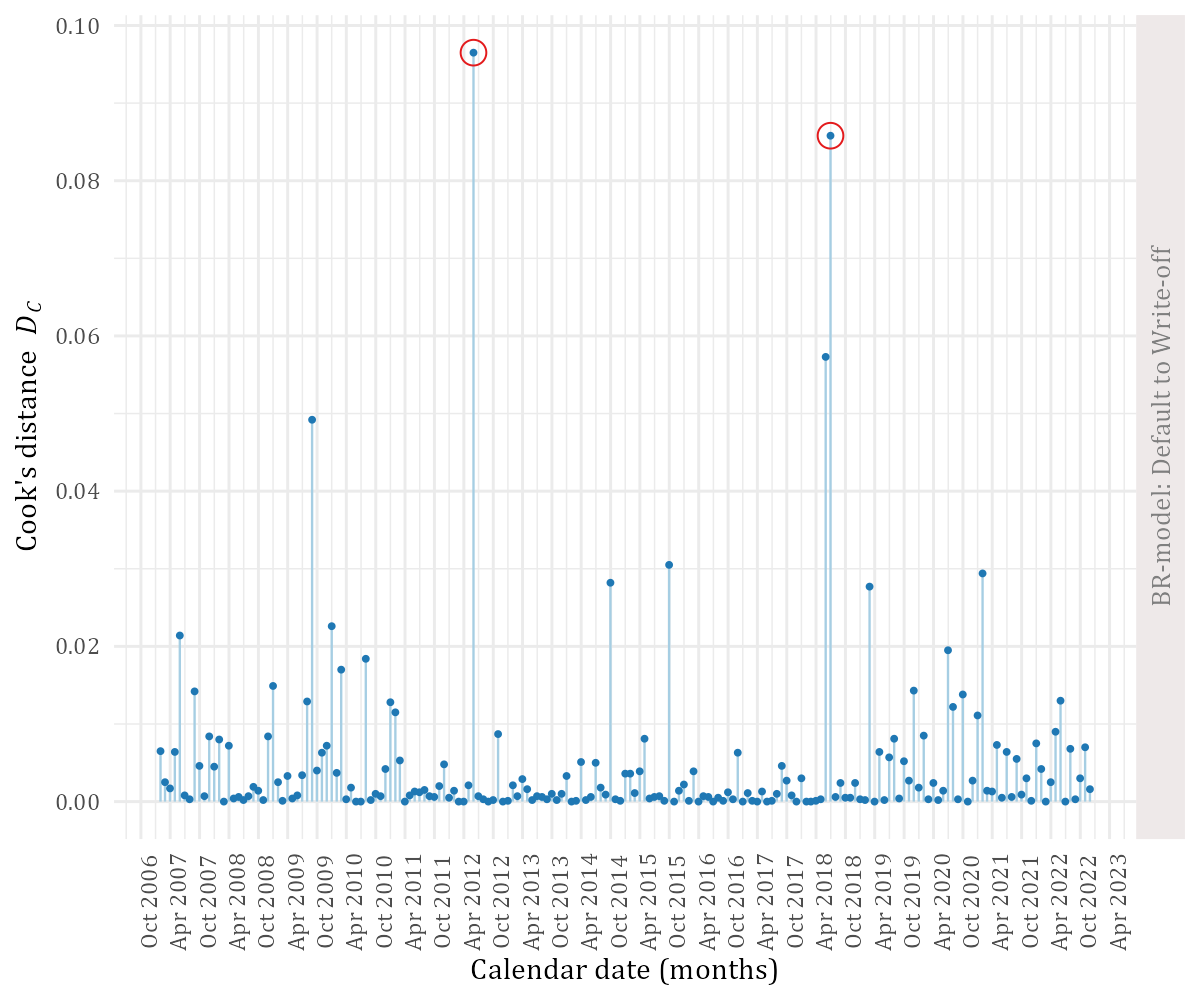 0.10
0.08
0.06
0.04
0.02
0.00
Cook's distance D_C
BR-model: Default to Write-off
Oct 2006
Apr 2007
Oct 2007
Apr 2008
Oct 2008
Apr 2009
Oct 2009
Apr 2010
Oct 2010
Apr 2011
Oct 2011
Apr 2012
Oct 2012
Apr 2013
Oct 2013
Apr 2014
Oct 2014
Apr 2015
Oct 2015
Apr 2016
Oct 2016
Apr 2017
Oct 2017
Apr 2018
Oct 2018
Apr 2019
Oct 2019
Apr 2020
Oct 2020
Apr 2021
Oct 2021
Apr 2022
Oct 2022
Apr 2023
Calendar date (months)